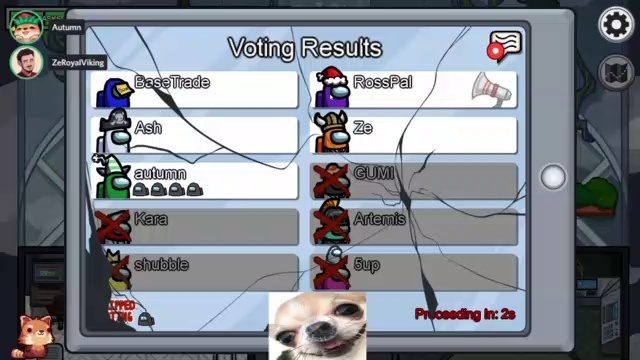 Autumn
ZeRoyalViking
Voting Results
BaseTrade
RossPal
Ash
Ze
autumn
GUMI
Kara
Artemis
shubble
5up
Proceeding in: 2s